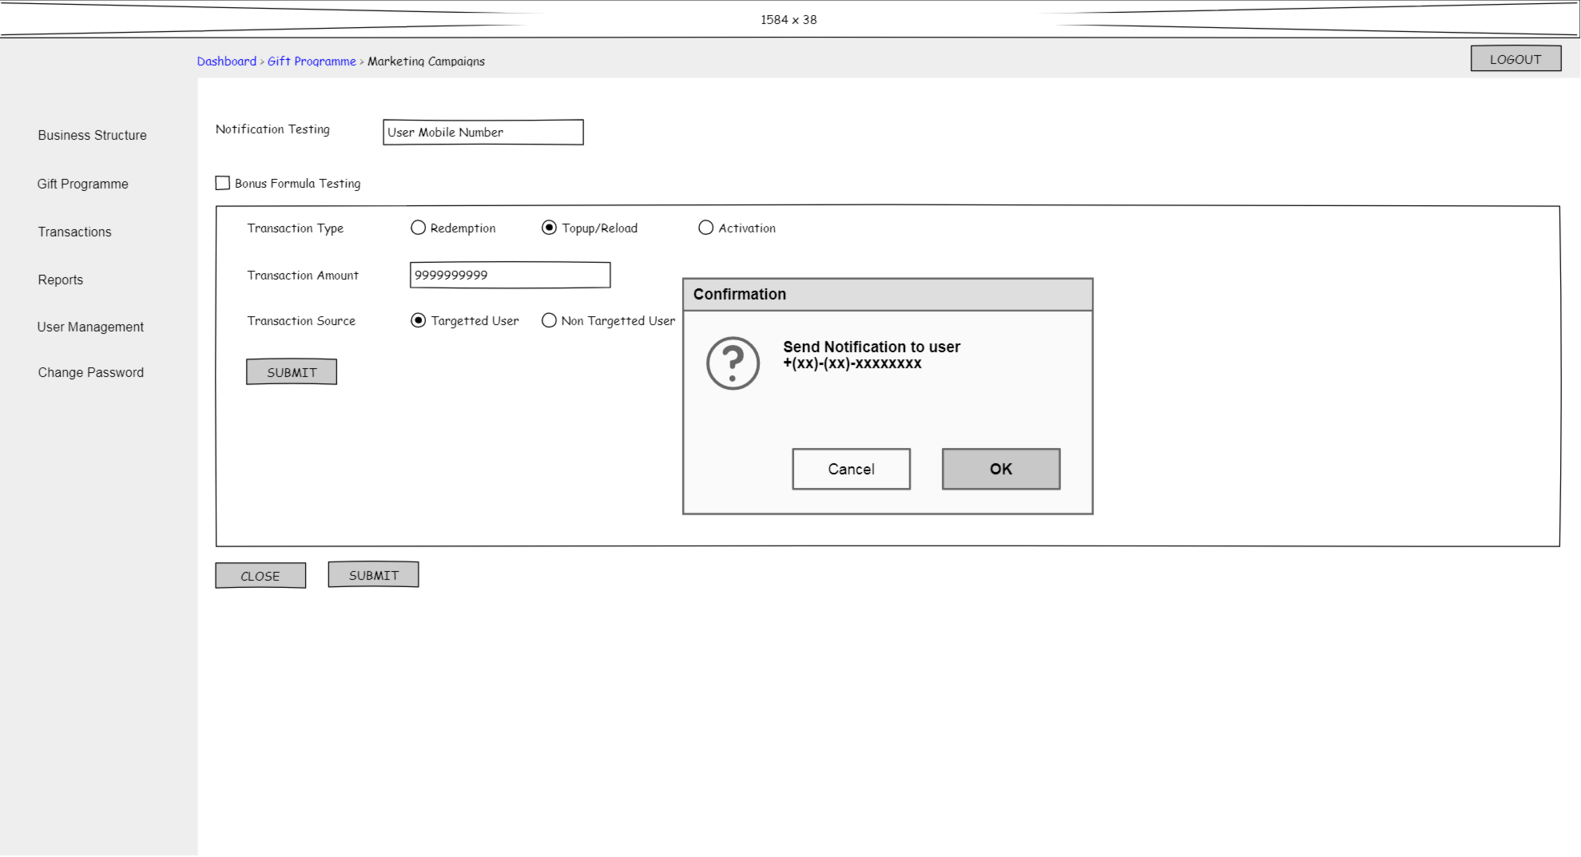 1584 x 38
Dashboard > Gift Programme > Marketing Campaigns
LOGOUT
Business Structure
Gift Programme
Transactions
Reports
User Management
Change Password
Notification Testing
User Mobile Number
Bonus Formula Testing
Transaction Type
Redemption
Topup/Reload
Activation
Transaction Amount
9999999999
Transaction Source
Targetted User
Non Targetted User
SUBMIT
Confirmation
Send Notification to user
+(xx)-(xx)-xxxxxxxx
Cancel
OK
CLOSE
SUBMIT